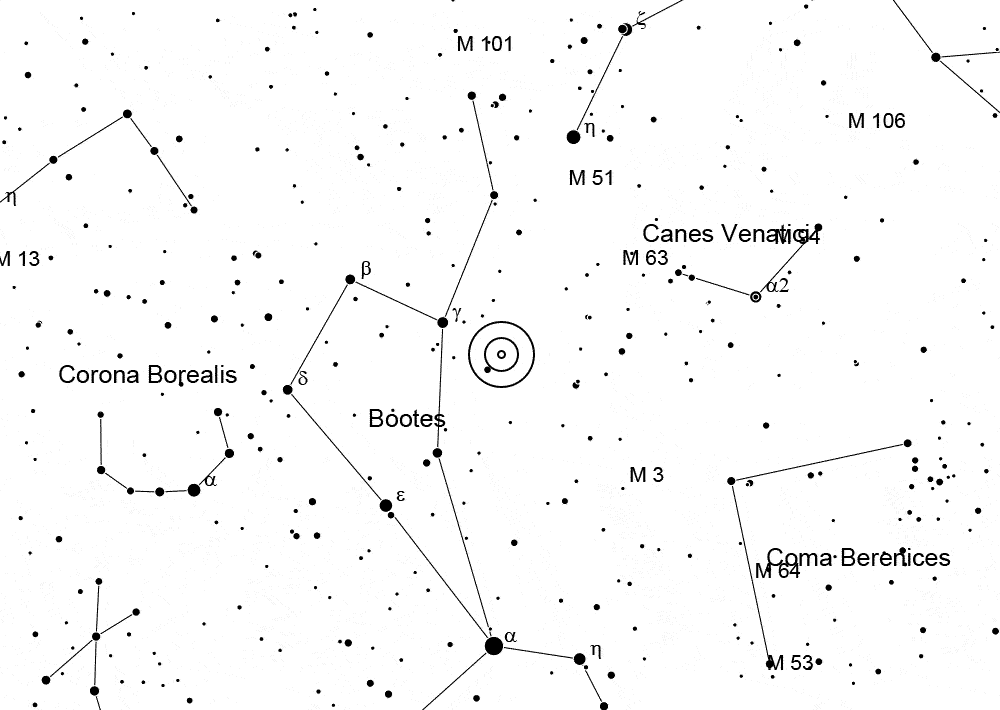 ζ
M 101
η
M 106
M 51
η
Canes Venatici
M 94
M 13
M 63
β
α2
γ
Corona Borealis
δ
Bootes
α
M 3
ε
Coma Berenices
M 64
α
η
M 53